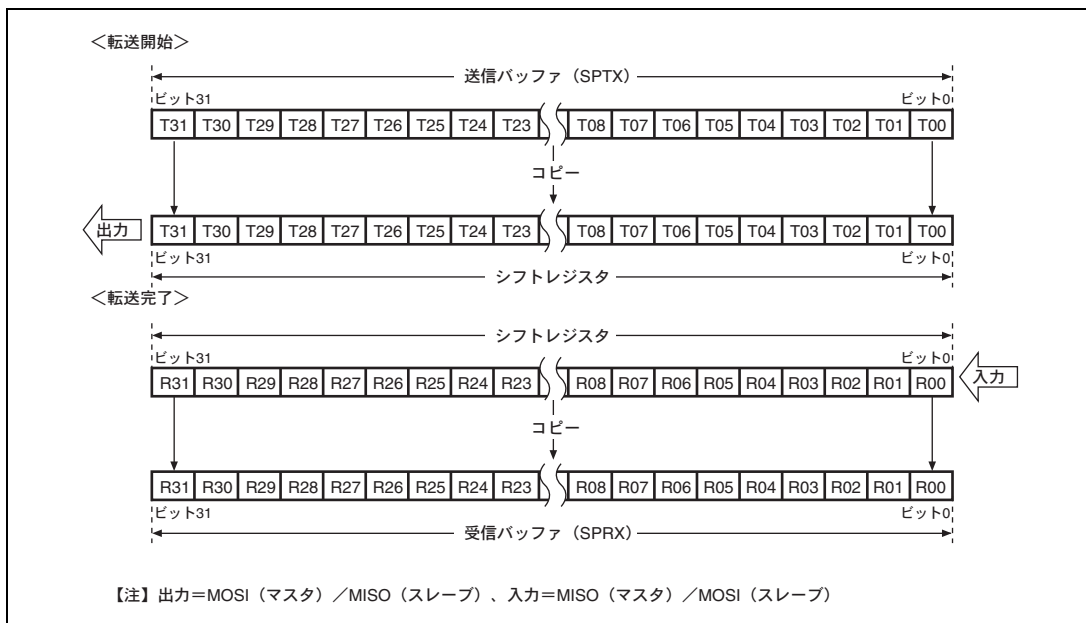 ＜転送開始＞
送信バッファ（SPTX）
ビット31 ビット0
T31 T30 T29 T28 T27 T26 T25 T24 T23 T08 T07 T06 T05 T04 T03 T02 T01 T00
コピー
出力 T31 T30 T29 T28 T27 T26 T25 T24 T23 T08 T07 T06 T05 T04 T03 T02 T01 T00
ビット31 ビット0
シフトレジスタ
＜転送完了＞
シフトレジスタ
ビット31 ビット0
R31 R30 R29 R28 R27 R26 R25 R24 R23 R08 R07 R06 R05 R04 R03 R02 R01 R00 入力
コピー
R31 R30 R29 R28 R27 R26 R25 R24 R23 R08 R07 R06 R05 R04 R03 R02 R01 R00
ビット31 ビット0
受信バッファ（SPRX）
【注】出力＝MOSI（マスタ）／MISO（スレーブ）、入力＝MISO（マスタ）／MOSI（スレーブ）